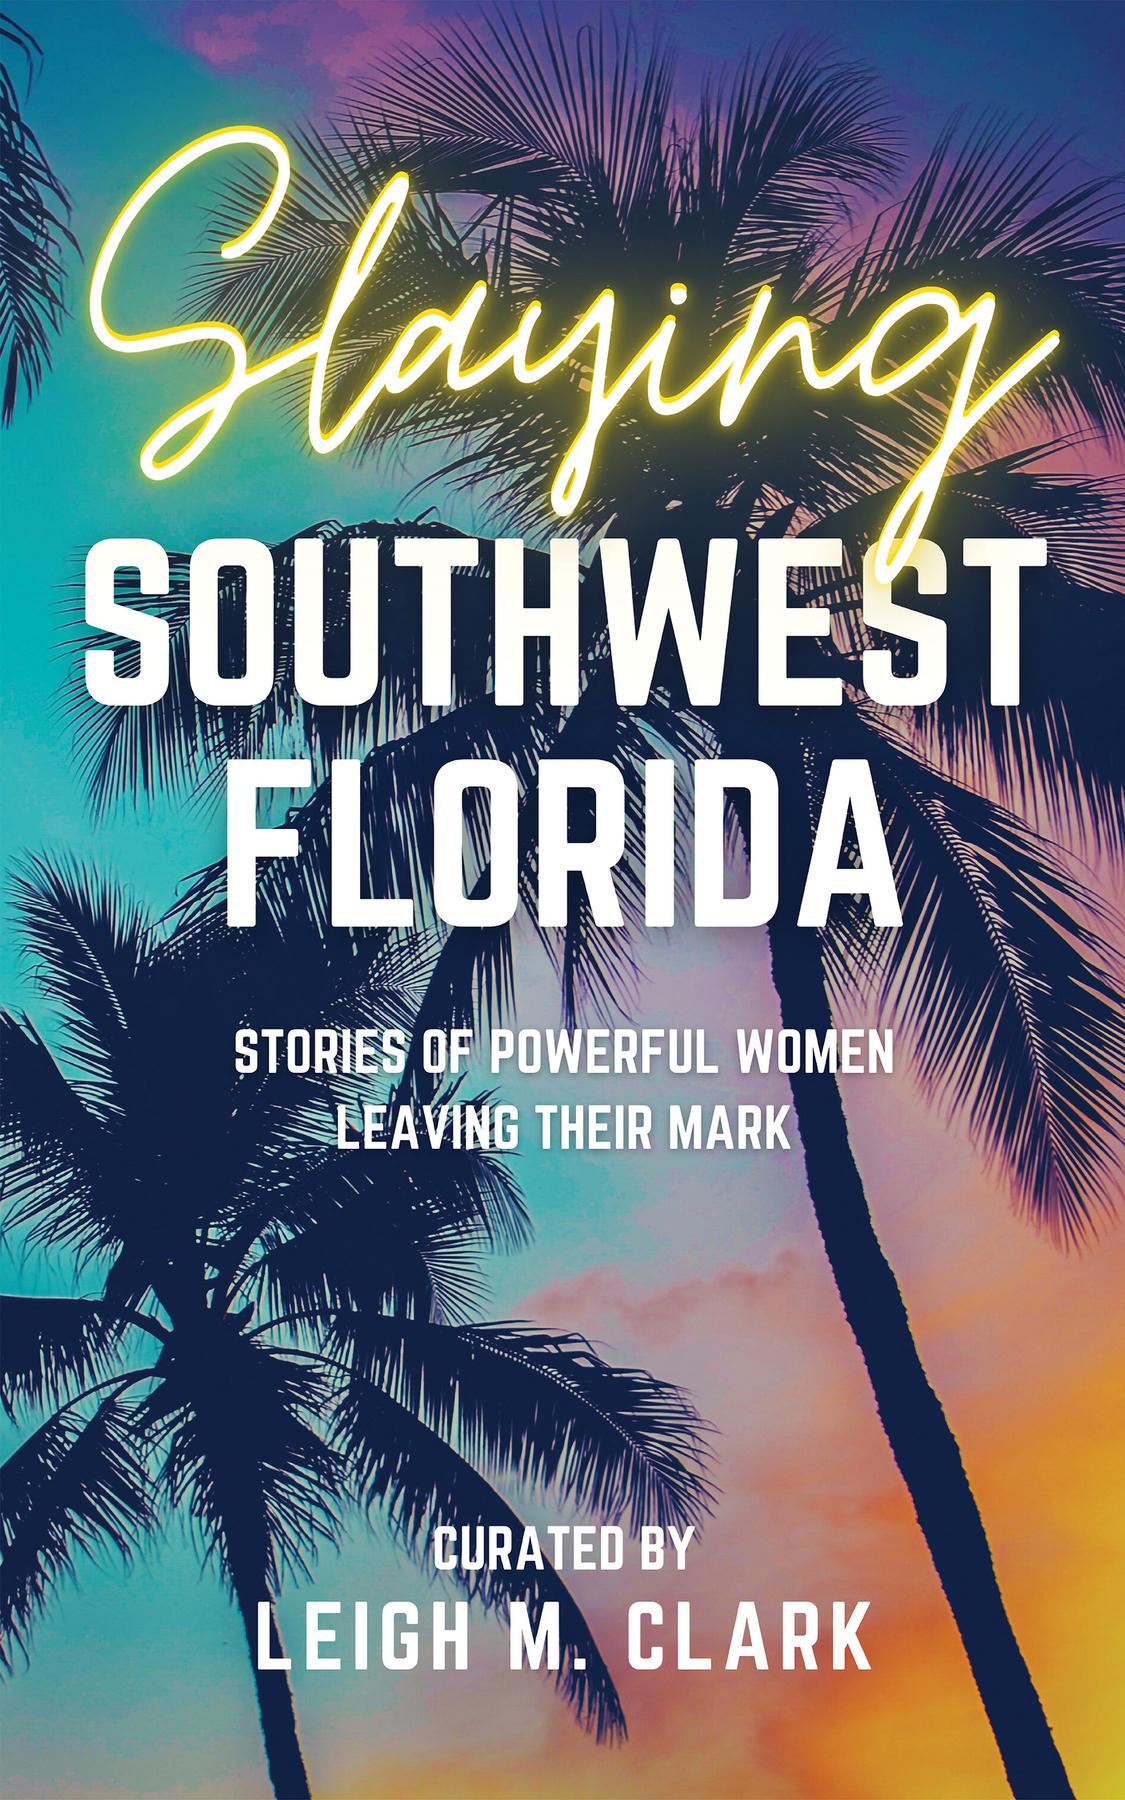 Slaying
SOUTHWEST
FLORIDA
STORIES OF POWERFUL WOMEN
LEAVING THEIR MARK
CURATED BY
LEIGH M. CLARK